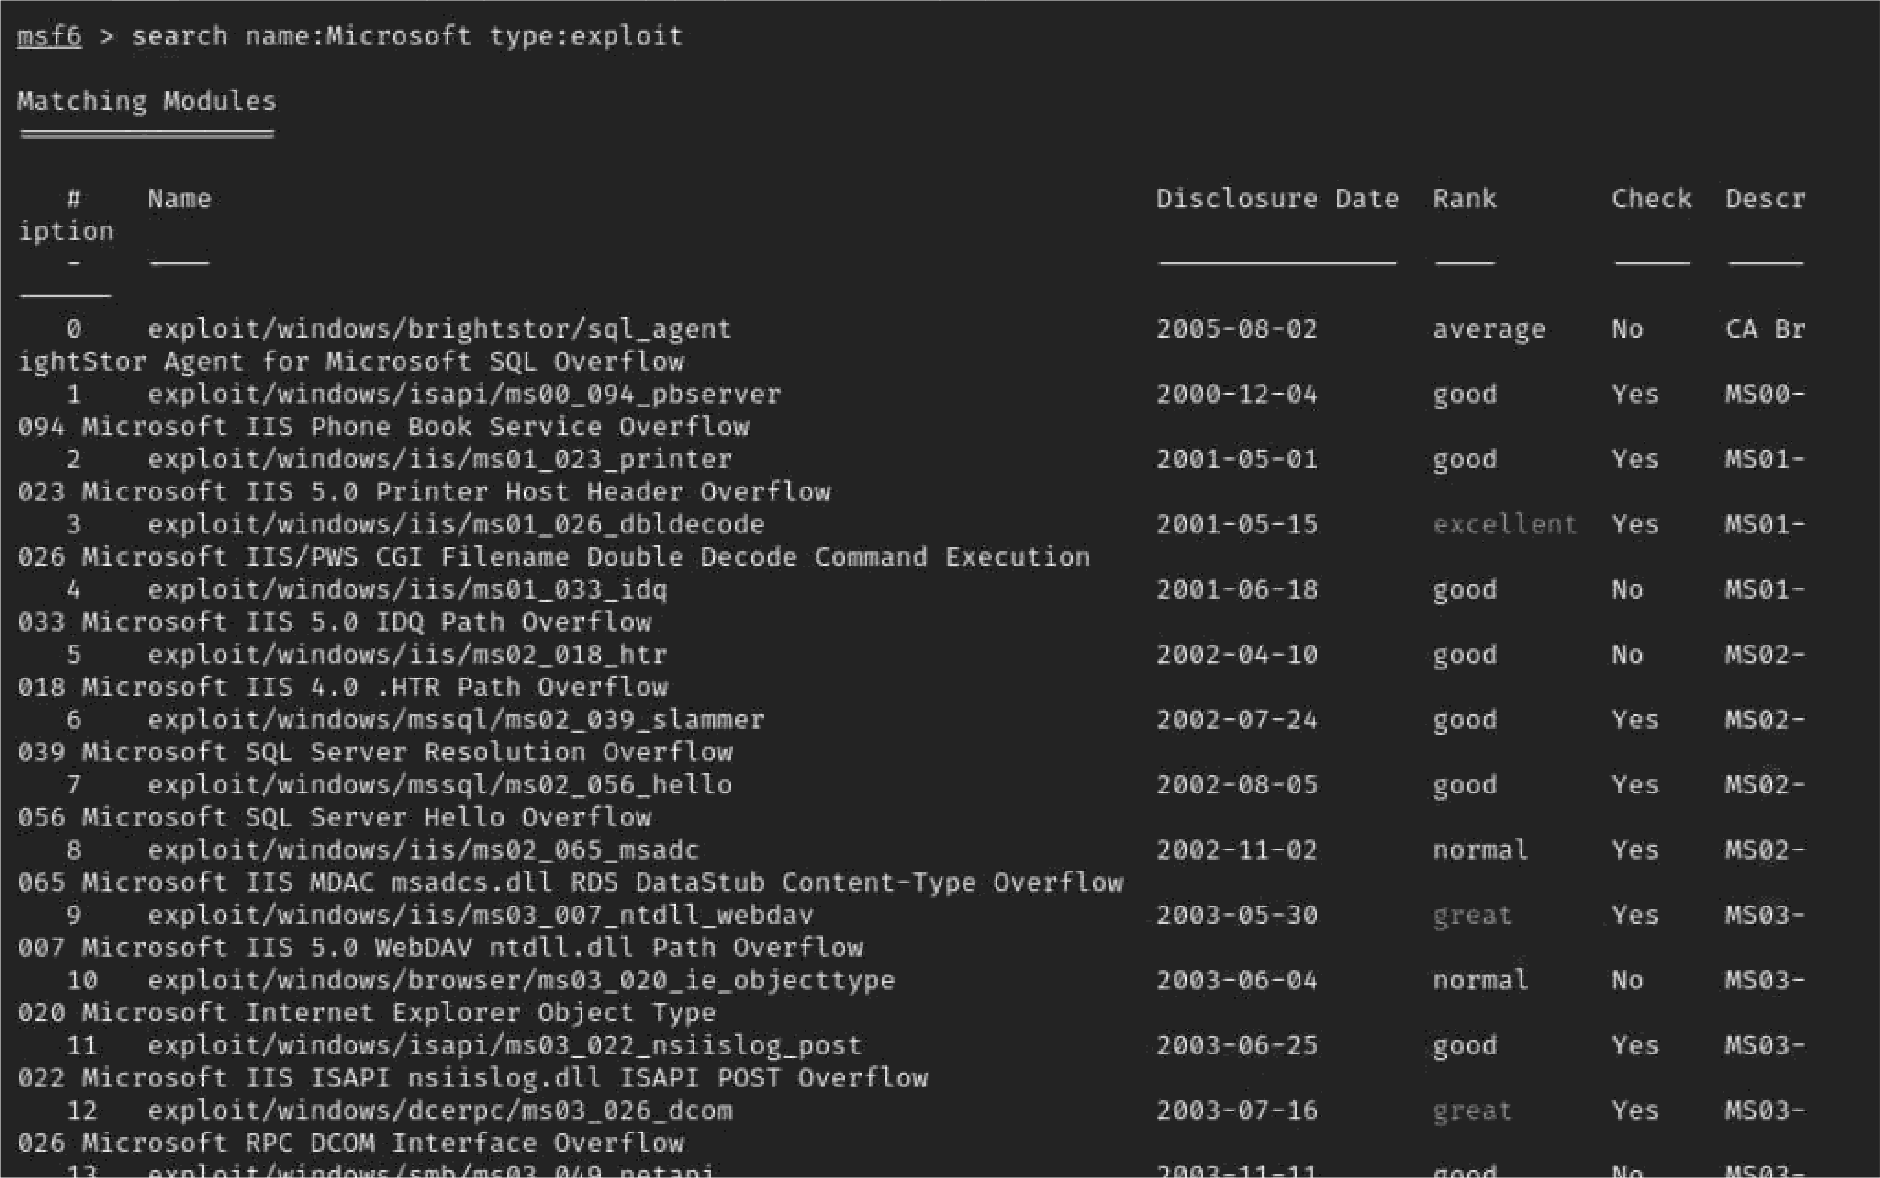 msf6 > search name:Microsoft type:exploit
Matching Modules
# Name Disclosure Date Rank Check Descr
iption
- ---- --------------- ---- ----- -----
------
0 exploit/windows/brightstor/sql_agent 2005-08-02 average No CA Br
ightStor Agent for Microsoft SQL Overflow
1 exploit/windows/isapi/ms00_094_pbserver 2000-12-04 good Yes MS00-
094 Microsoft IIS Phone Book Service Overflow
2 exploit/windows/iis/ms01_023_printer 2001-05-01 good Yes MS01-
023 Microsoft IIS 5.0 Printer Host Header Overflow
3 exploit/windows/iis/ms01_026_dbldecode 2001-05-15 excellent Yes MS01-
026 Microsoft IIS/PWS CGI Filename Double Decode Command Execution
4 exploit/windows/iis/ms01_033_idq 2001-06-18 good No MS01-
033 Microsoft IIS 5.0 IDQ Path Overflow
5 exploit/windows/iis/ms02_018_htr 2002-04-10 good No MS02-
018 Microsoft IIS 4.0 .HTR Path Overflow
6 exploit/windows/mssql/ms02_039_slammer 2002-07-24 good Yes MS02-
039 Microsoft SQL Server Resolution Overflow
7 exploit/windows/mssql/ms02_056_hello 2002-08-05 good Yes MS02-
056 Microsoft SQL Server Hello Overflow
8 exploit/windows/iis/ms02_065_msadc 2002-11-02 normal Yes MS02-
065 Microsoft IIS MDAC msadcs.dll RDS DataStub Content-Type Overflow
9 exploit/windows/iis/ms03_007_ntdll_webdav 2003-05-30 great Yes MS03-
007 Microsoft IIS 5.0 WebDAV ntdll.dll Path Overflow
10 exploit/windows/browser/ms03_020_ie_objecttype 2003-06-04 normal No MS03-
020 Microsoft Internet Explorer Object Type
11 exploit/windows/isapi/ms03_022_nsiislog_post 2003-06-25 good Yes MS03-
022 Microsoft IIS ISAPI nsiislog.dll ISAPI POST Overflow
12 exploit/windows/dcerpc/ms03_026_dcom 2003-07-16 great Yes MS03-
026 Microsoft RPC DCOM Interface Overflow
13 exploit/windows/smb/ms03_049_netapi 2003-11-11 good No MS03-